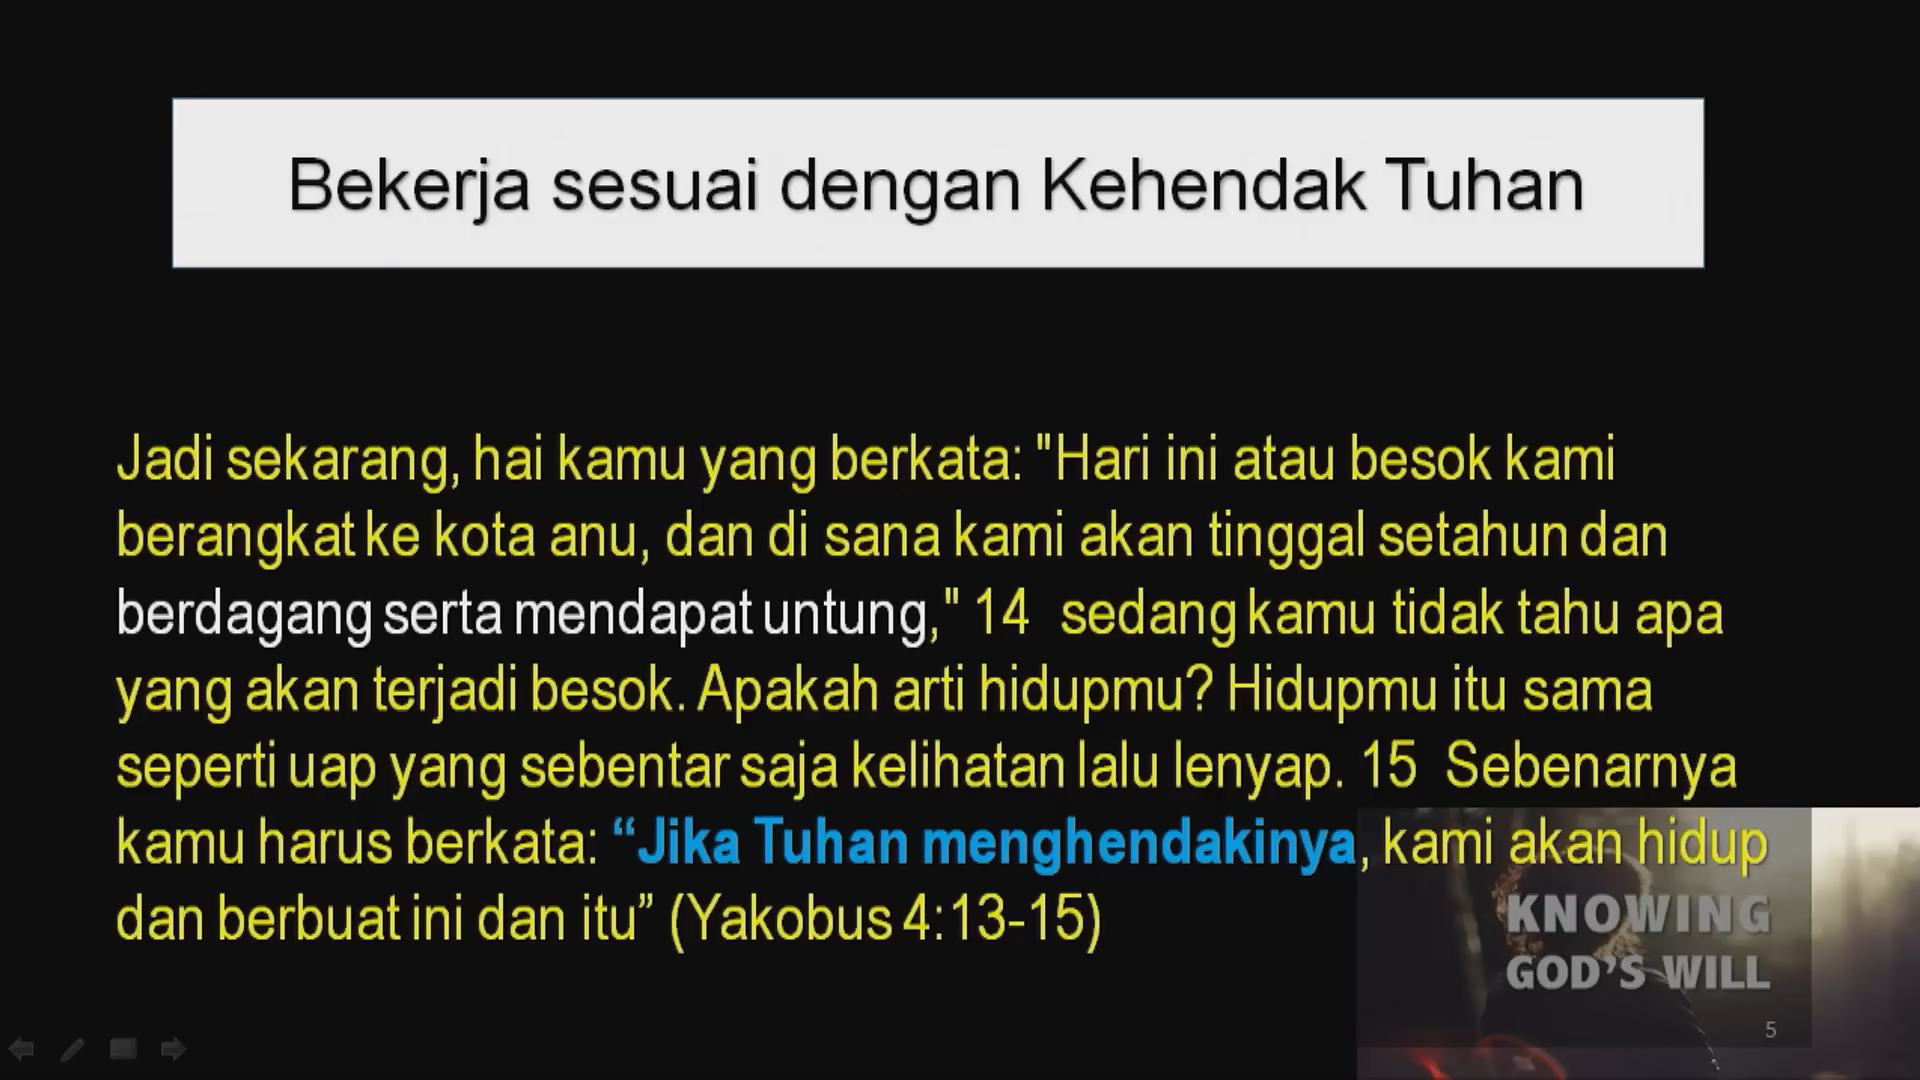 Bekerja sesuai dengan Kehendak Tuhan
Jadi sekarang, hai kamu yang berkata: "Hari ini atau besok kami
berangkat ke kota anu, dan di sana kami akan tinggal setahun dan
berdagang serta mendapat untung," 14 sedang kamu tidak tahu apa
yang akan terjadi besok. Apakah arti hidupmu? Hidupmu itu sama
seperti uap yang sebentar saja kelihatan lalu lenyap. 15 Sebenarnya
kamu harus berkata: “Jika Tuhan menghendakinya, kami akan hidup
dan berbuat ini dan itu” (Yakobus 4:13-15)
KNOWING
GOD’S WILL
5